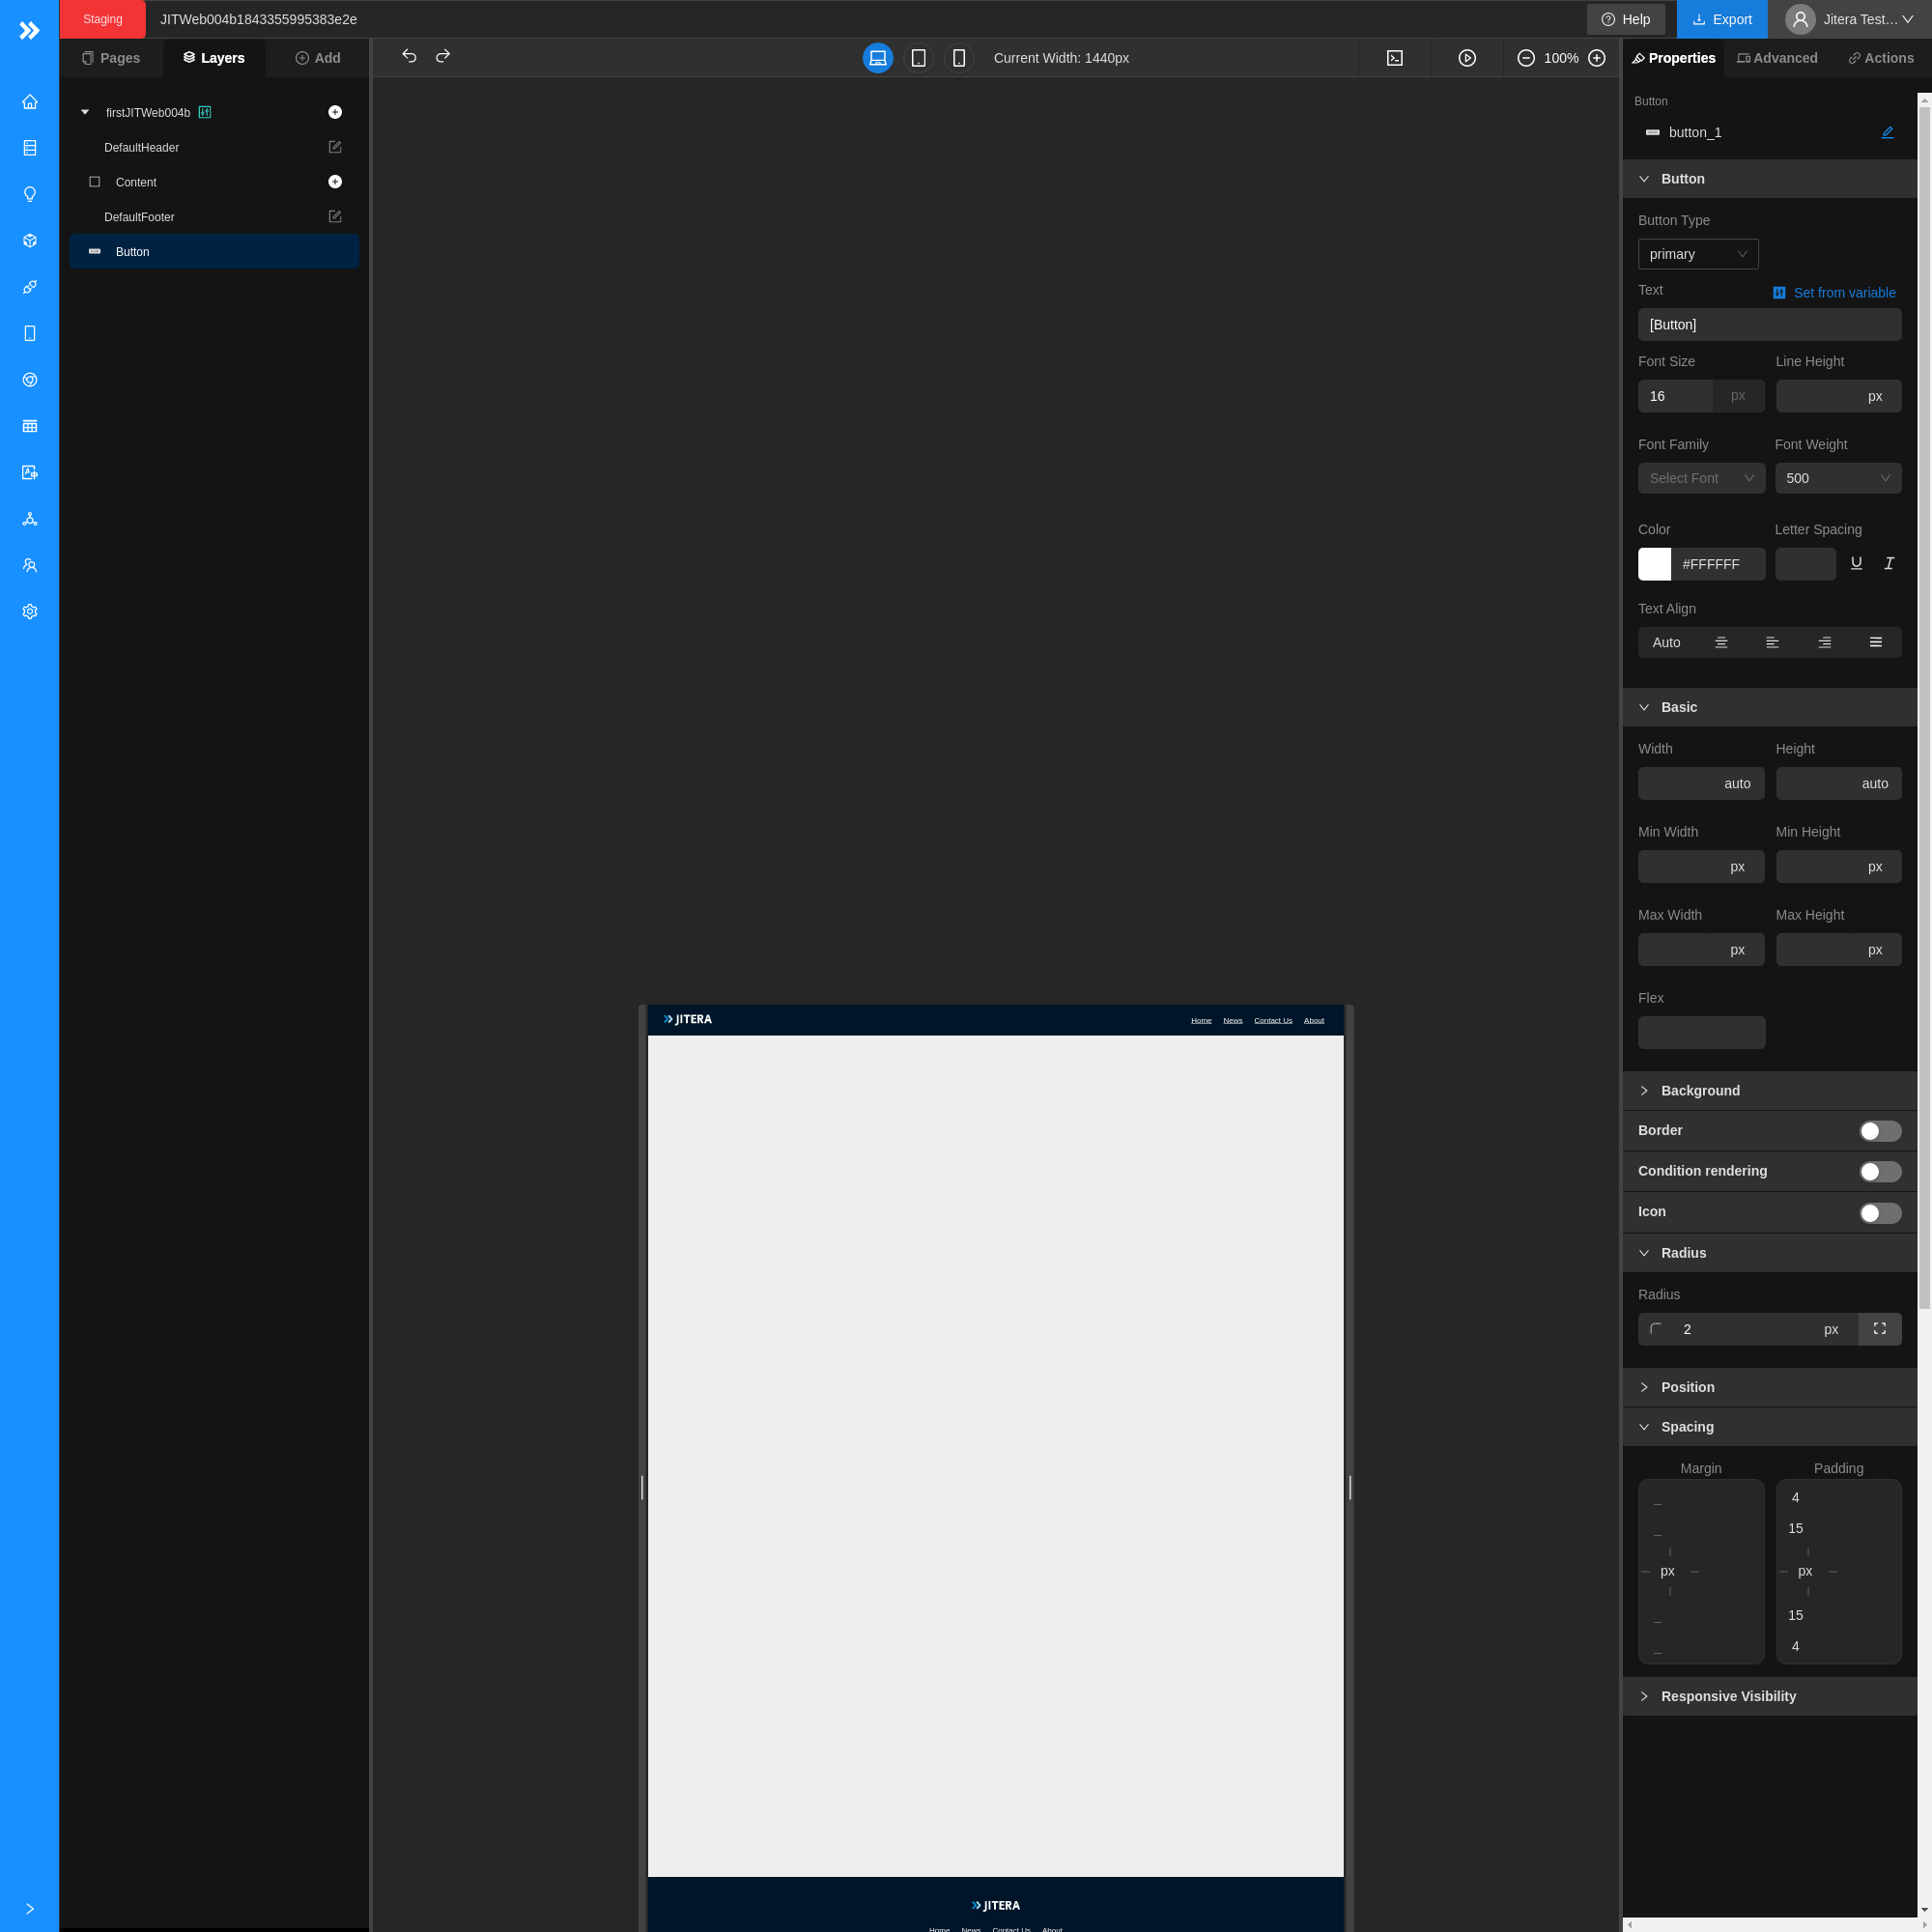 Staging
JITWeb004b1843355995383e2e
Help
Export
Jitera Test...
Pages
Layers
Add
Current Width: 1440px
100%
Properties
Advanced
Actions
firstJITWeb004b
DefaultHeader
Content
DefaultFooter
Button
Button
button_1
Button
Button Type
primary
Text
Set from variable
[Button]
Font Size
Line Height
16
px
px
Font Family
Font Weight
Select Font
500
Color
Letter Spacing
#FFFFFF
Text Align
Auto
Basic
Width
Height
auto
auto
Min Width
Min Height
px
px
Max Width
Max Height
px
px
Flex
Background
Border
Condition rendering
Icon
Radius
Radius
2
px
Position
Spacing
Margin
Padding
4
15
px
px
15
4
Responsive Visibility
JITERA
Home
News
Contact Us
About
JITERA
Home
News
Contact Us
About